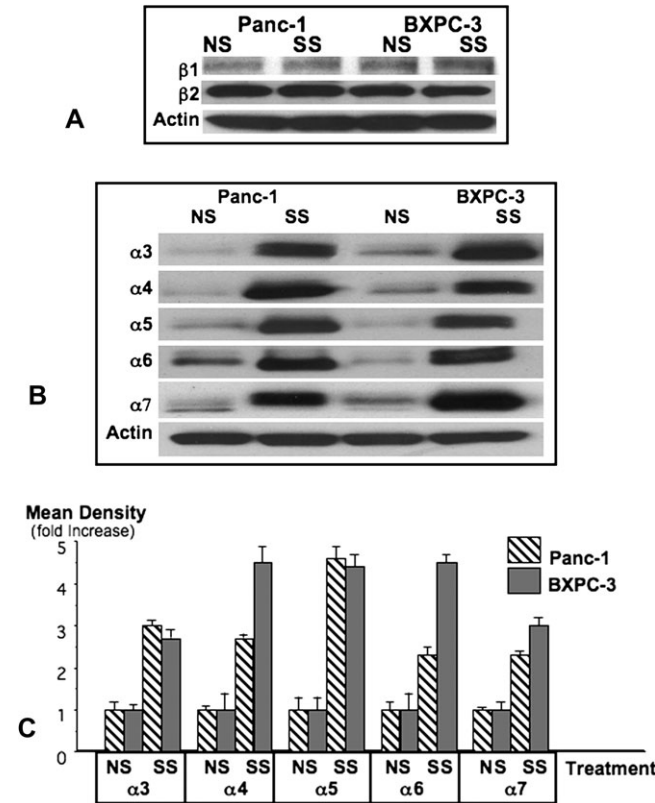 Panc-1 BXPC-3
NS SS NS SS
β1
β2
Actin
A
Panc-1 BXPC-3
NS SS NS SS
α3
α4
α5
α6
α7
Actin
B
Mean Density
(fold Increase)
5
4
3
2
1
0
Panc-1
BXPC-3
C
NS SS NS SS NS SS NS SS NS SS Treatment
α3 α4 α5 α6 α7